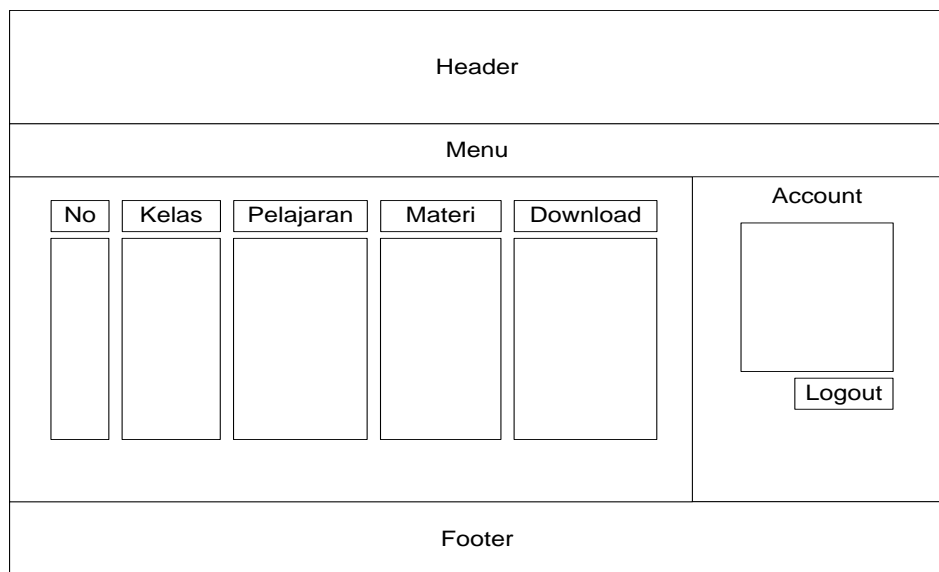 Header
Menu
No Kelas Pelajaran Materi Download
Account
Logout
Footer